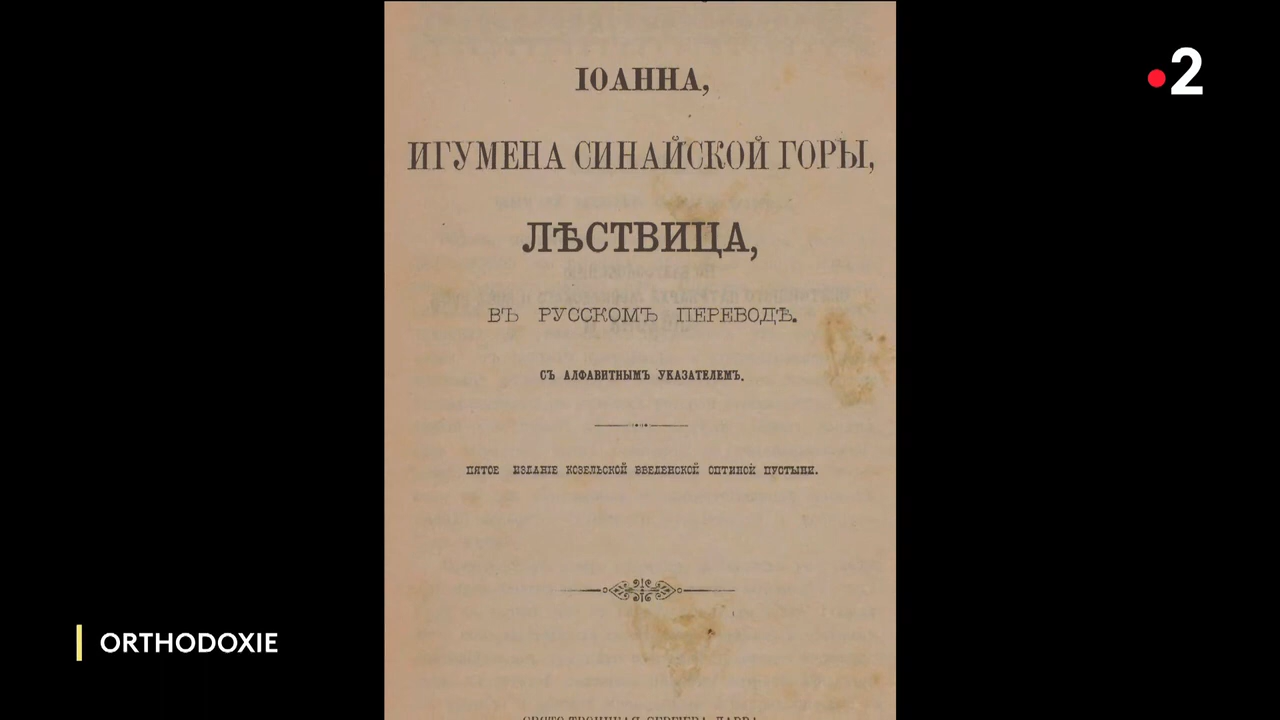 ІОАННА,
ИГУМЕНА СИНАЙСКОЙ ГОРЫ,
ЛѢСТВИЦА,
ВЪ РУССКОМЪ ПЕРЕВОДѢ.
СЪ АЛФАВИТНЫМЪ УКАЗАТЕЛЕМЪ.
ПЯТОЕ ИЗДАНІЕ КОЗЕЛЬСКОЙ ВВЕДЕНСКОЙ ОПТИНОЙ ПУСТЫНИ.
2
ORTHODOXIE